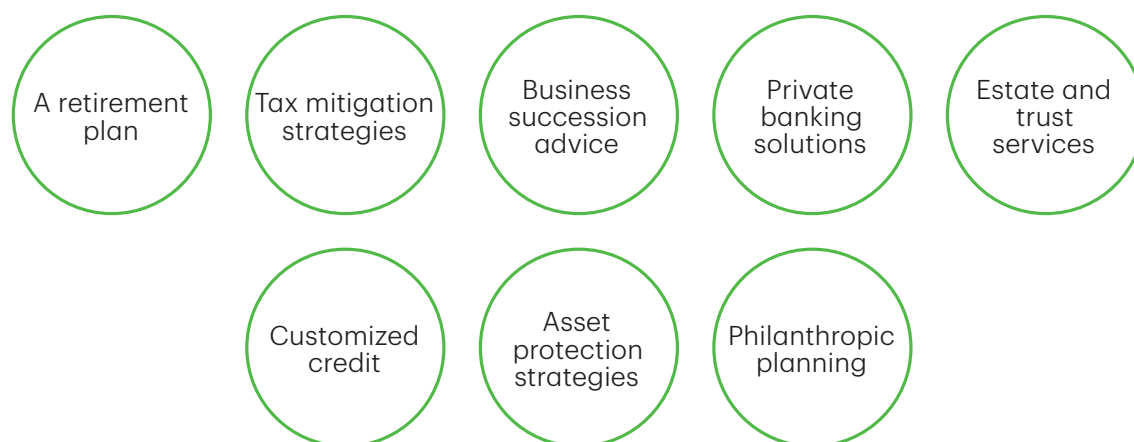 A retirement
plan
Tax mitigation
strategies
Business
succession
advice
Private
banking
solutions
Estate and
trust
services
Customized
credit
Asset
protection
strategies
Philanthropic
planning